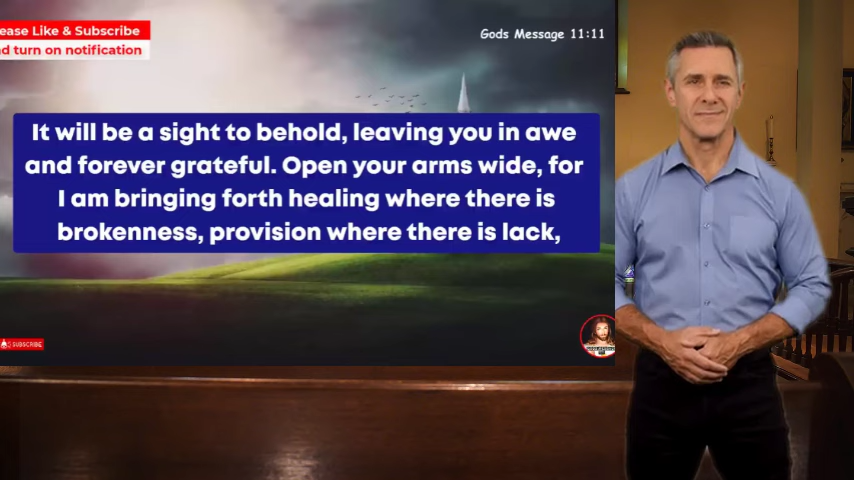 ease Like & Subscribe
nd turn on notification
Gods Message 11:11
It will be a sight to behold, leaving you in awe
and forever grateful. Open your arms wide, for
I am bringing forth healing where there is
brokenness, provision where there is lack,
SUBSCRIBE